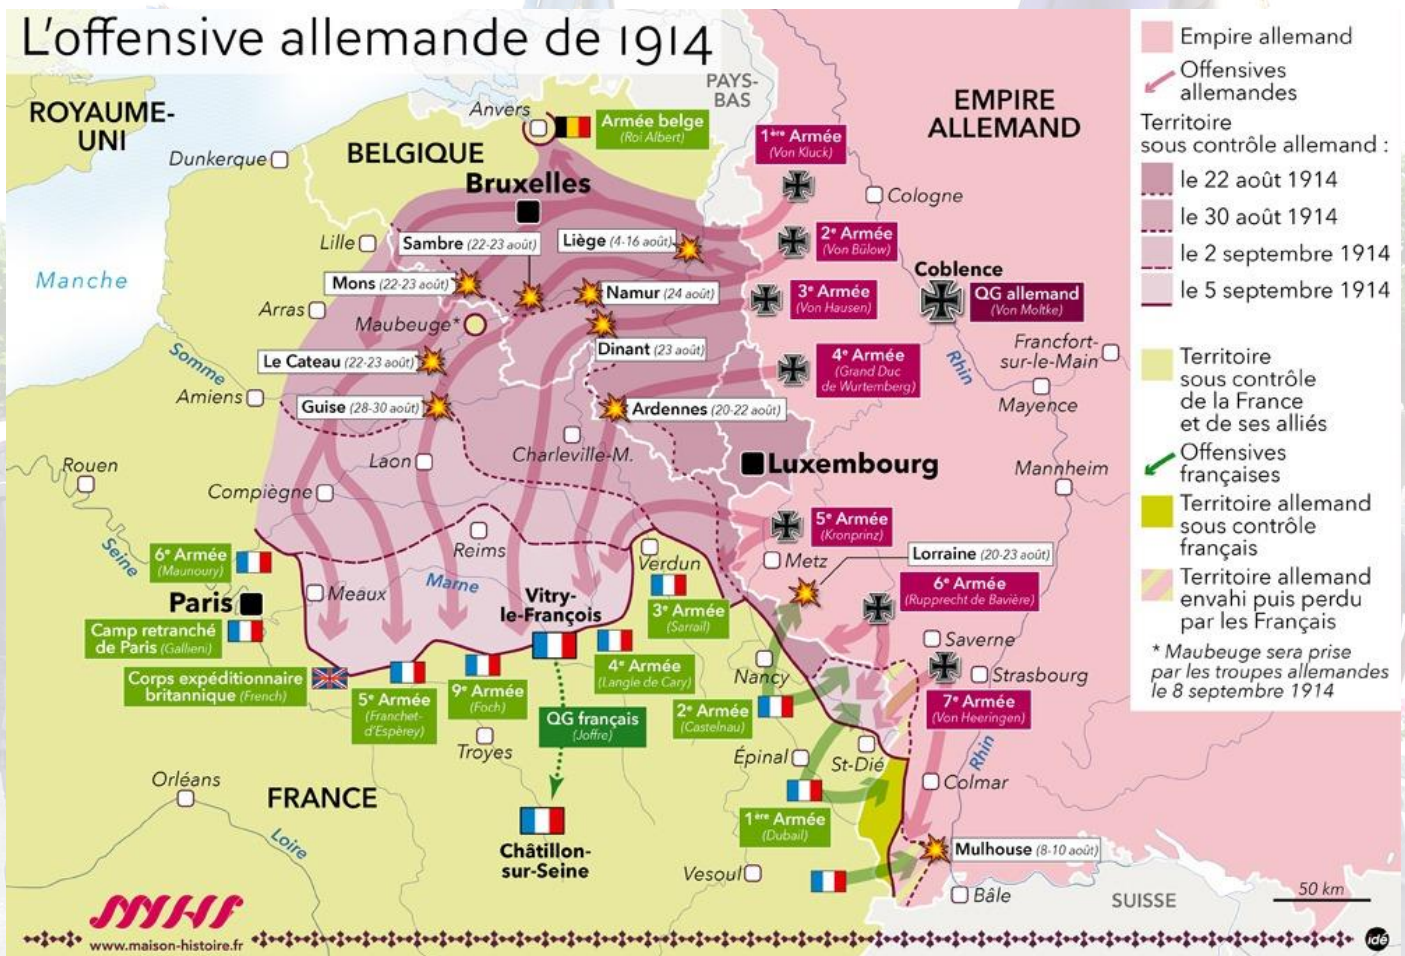 L'offensive allemande de 1914
ROYAUME-
UNI
Dunkerque
Manche
BELGIQUE
Anvers
Armée belge
(Roi Albert)
PAYS-
BAS
EMPIRE
ALLEMAND
1ère Armée
(Von Kluck)
Cologne
Bruxelles
Lille
Sambre (22-23 août)
Liège (4-16 août)
2e Armée
(Von Bülow)
Mons (22-23 août)
Namur (24 août)
3e Armée
(Von Hausen)
Coblence
QG allemand
(Von Moltke)
Arras
Maubeuge*
Dinant (23 août)
Le Cateau (22-23 août)
4e Armée
(Grand Duc
de Wurtemberg)
Francfort-
sur-le-Main
Rhin
Mayence
Somme
Amiens
Guise (28-30 août)
Ardennes (20-22 août)
Charleville-M.
Laon
Luxembourg
Mannheim
Rouen
Compiègne
Seine
Reims
5e Armée
(Kronprinz)
Metz
Lorraine (20-23 août)
6e Armée
(Maunoury)
Verdun
Marne
Meaux
Paris
Vitry-
le-François
3e Armée
(Sarrail)
6e Armée
(Rupprecht de Bavière)
Camp retranché
de Paris (Gallieni)
Saverne
Strasbourg
Nancy
4e Armée
(Langle de Cary)
Corps expéditionnaire
britannique (French)
5e Armée
(Franchet-
d'Espèrey)
9e Armée
(Foch)
QG français
(Joffre)
2e Armée
(Castelnau)
7e Armée
(Von Heeringen)
Troyes
Épinal
St-Dié
Rhin
Colmar
Orléans
FRANCE
Loire
1ère Armée
(Dubail)
Châtillon-
sur-Seine
Mulhouse (8-10 août)
Vesoul
Bâle
SUISSE
50 km
MHF
www.maison-histoire.fr
idé
Empire allemand
Offensives
allemandes
Territoire
sous contrôle allemand :
le 22 août 1914
le 30 août 1914
le 2 septembre 1914
le 5 septembre 1914
Territoire
sous contrôle
de la France
et de ses alliés
Offensives
françaises
Territoire allemand
sous contrôle
français
Territoire allemand
envahi puis perdu
par les Français
* Maubeuge sera prise
par les troupes allemandes
le 8 septembre 1914